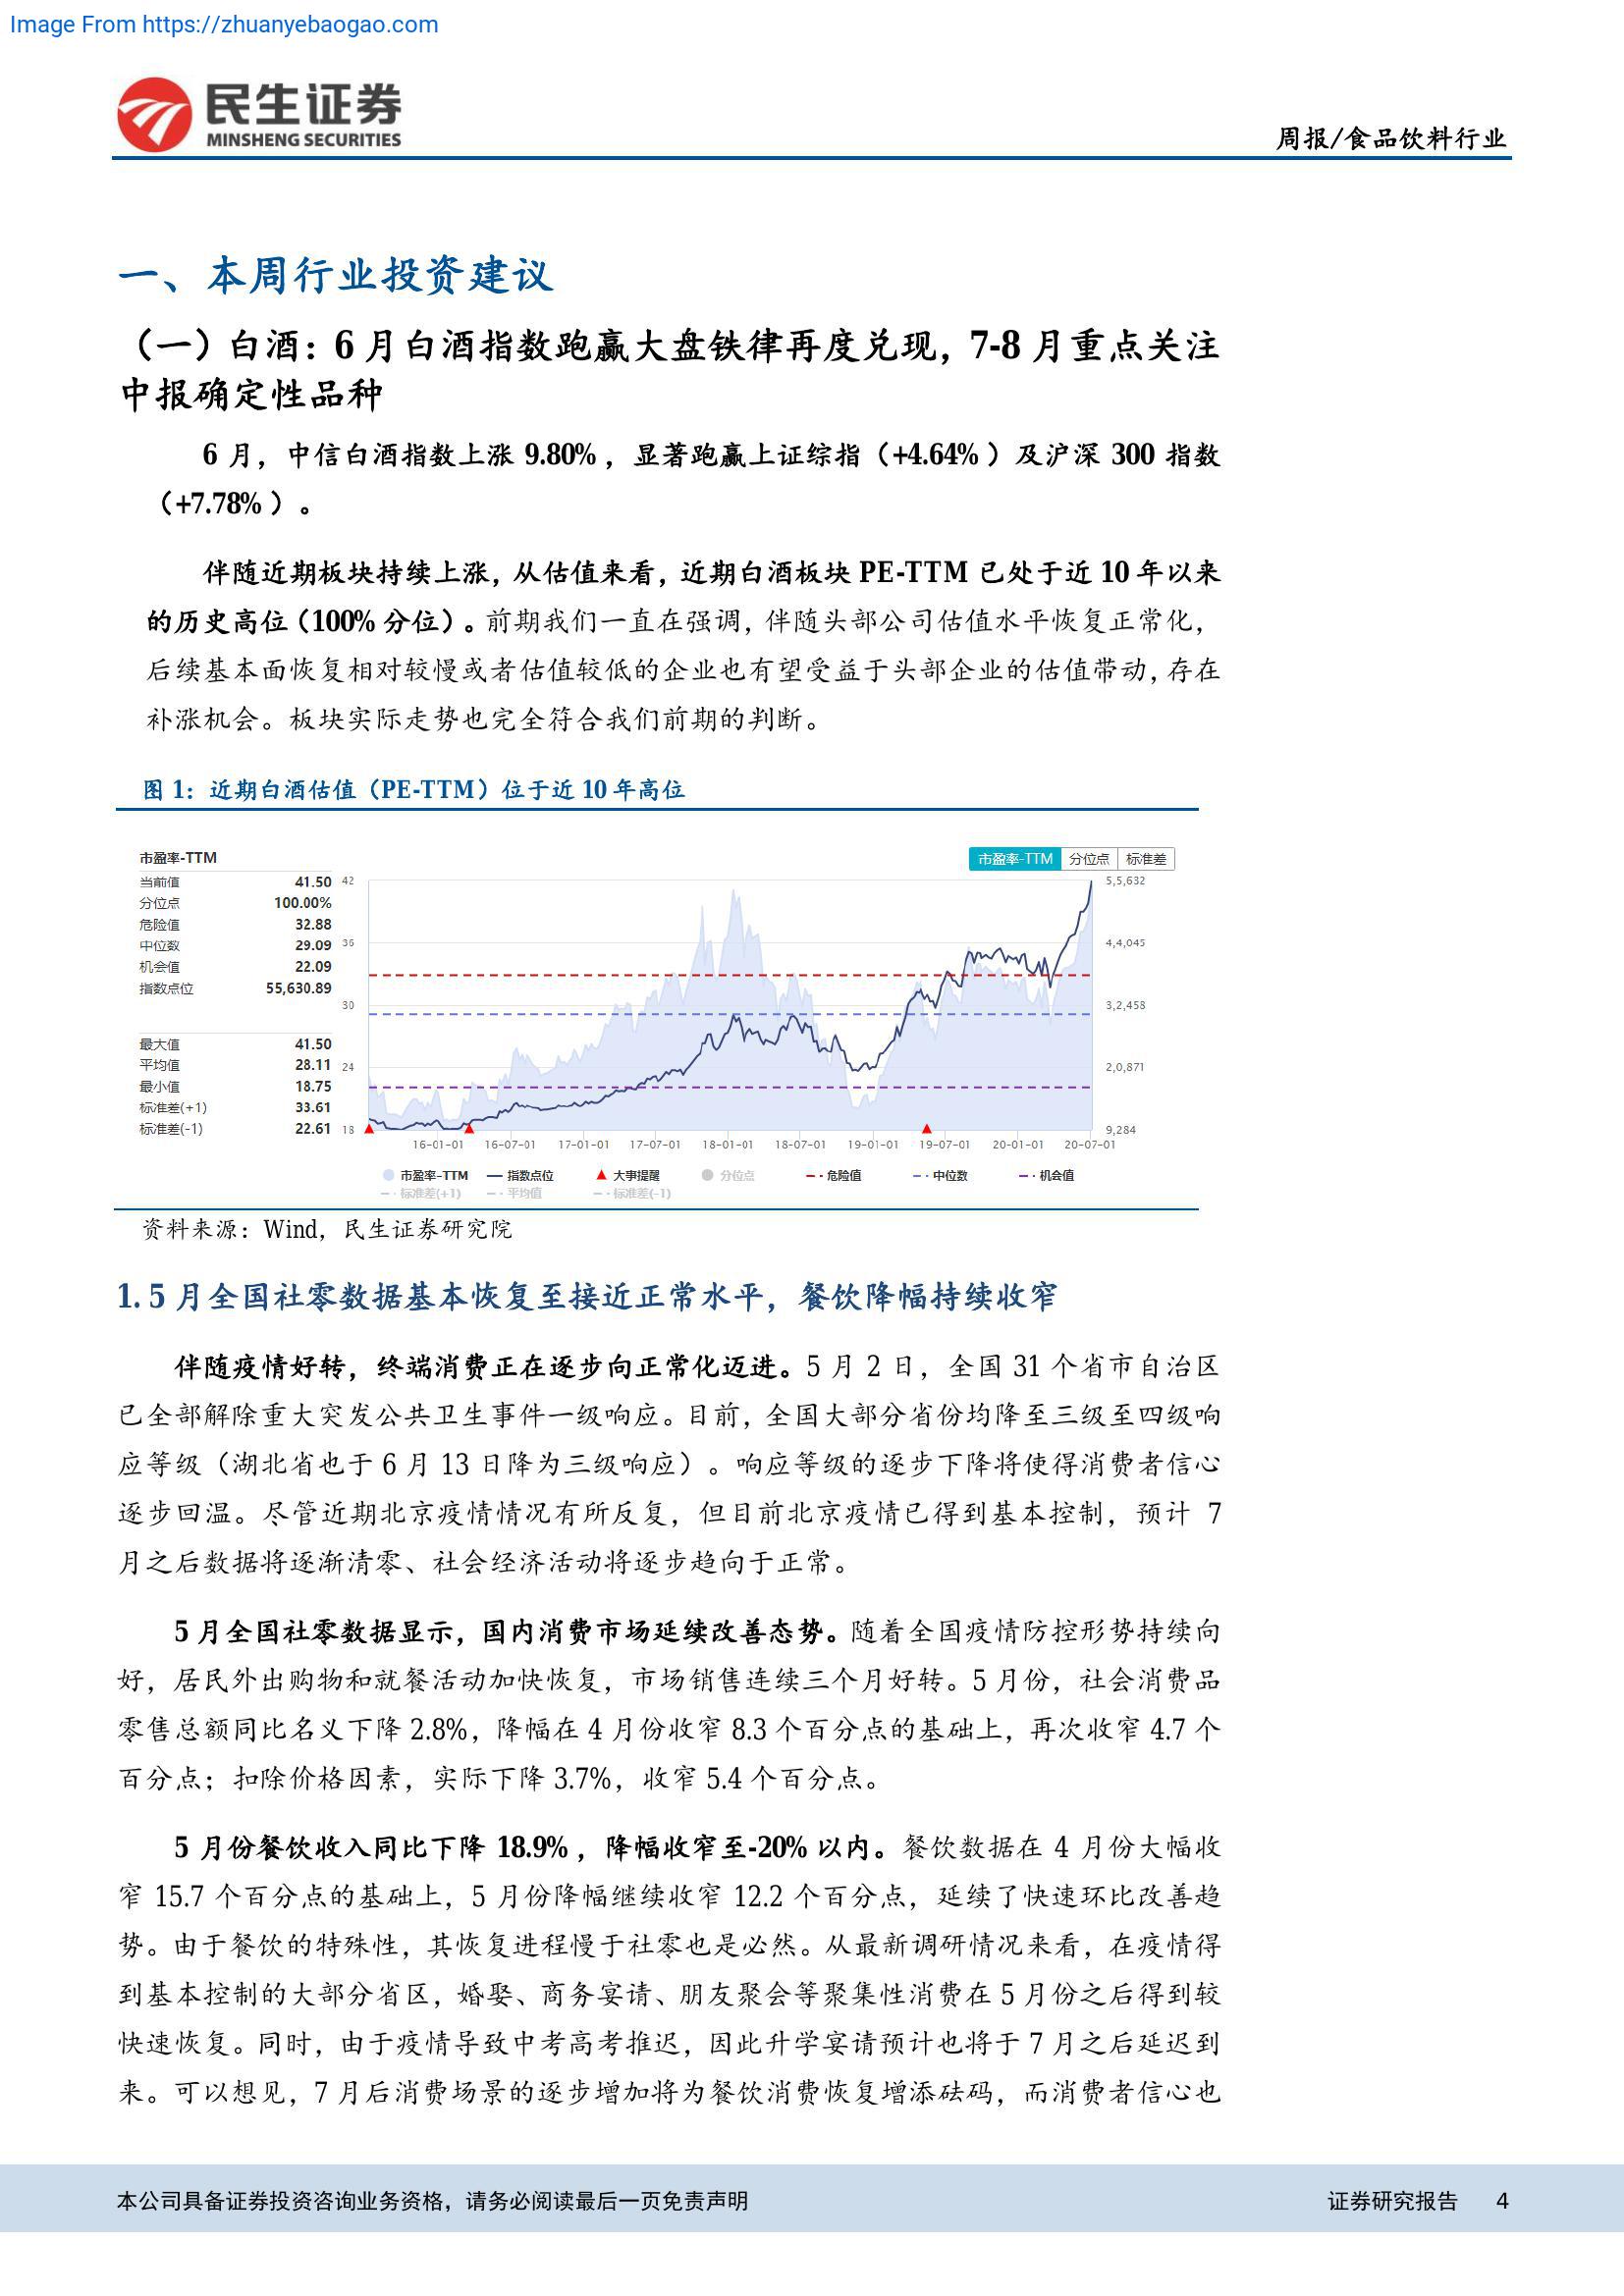 Image From https://zhuanyebaogao.com
民生证券
MINSHENG SECURITIES
周报/食品饮料行业
一、本周行业投资建议
（一）白酒：6 月白酒指数跑赢大盘铁律再度兑现，7-8 月重点关注
中报确定性品种
6 月，中信白酒指数上涨 9.80%，显著跑赢上证综指（+4.64%）及沪深 300 指数
（+7.78%）。
伴随近期板块持续上涨，从估值来看，近期白酒板块 PE-TTM 已处于近 10 年以来
的历史高位（100%分位）。前期我们一直在强调，伴随头部公司估值水平恢复正常化，
后续基本面恢复相对较慢或者估值较低的企业也有望受益于头部企业的估值带动，存在
补涨机会。板块实际走势也完全符合我们前期的判断。
图 1：近期白酒估值（PE-TTM）位于近 10 年高位
市盈率-TTM
市盈率-TTM 分位点 标准差
当前值 41.50
分位点 100.00%
危险值 32.88
中位数 29.09
机会值 22.09
指数点位 55,630.89
最大值 41.50
平均值 28.11
最小值 18.75
标准差(+1) 33.61
标准差(-1) 22.61
42 5,5,632
36 4,4,045
30 3,2,458
24 2,0,871
18 9,284
16-01-01 16-07-01 17-01-01 17-07-01 18-01-01 18-07-01 19-01-01 19-07-01 20-01-01 20-07-01
市盈率-TTM 指数点位 大事提醒 分位点 危险值 中位数 机会值
标准差(+1) 平均值 标准差(-1)
资料来源：Wind，民生证券研究院
1. 5 月全国社零数据基本恢复至接近正常水平，餐饮降幅持续收窄
伴随疫情好转，终端消费正在逐步向正常化迈进。5 月 2 日，全国 31 个省市自治区
已全部解除重大突发公共卫生事件一级响应。目前，全国大部分省份均降至三级至四级响
应等级（湖北省也于 6 月 13 日降为三级响应）。响应等级的逐步下降将使得消费者信心
逐步回温。尽管近期北京疫情情况有所反复，但目前北京疫情已得到基本控制，预计 7
月之后数据将逐渐清零、社会经济活动将逐步趋向于正常。
5 月全国社零数据显示，国内消费市场延续改善态势。随着全国疫情防控形势持续向
好，居民外出购物和就餐活动加快恢复，市场销售连续三个月好转。5 月份，社会消费品
零售总额同比名义下降 2.8%，降幅在 4 月份收窄 8.3 个百分点的基础上，再次收窄 4.7 个
百分点；扣除价格因素，实际下降 3.7%，收窄 5.4 个百分点。
5 月份餐饮收入同比下降 18.9%，降幅收窄至-20%以内。餐饮数据在 4 月份大幅收
窄 15.7 个百分点的基础上，5 月份降幅继续收窄 12.2 个百分点，延续了快速环比改善趋
势。由于餐饮的特殊性，其恢复进程慢于社零也是必然。从最新调研情况来看，在疫情得
到基本控制的大部分省区，婚娶、商务宴请、朋友聚会等聚集性消费在 5 月份之后得到较
快速恢复。同时，由于疫情导致中考高考推迟，因此升学宴请预计也将于 7 月之后延迟到
来。可以想见，7 月后消费场景的逐步增加将为餐饮消费恢复增添砝码，而消费者信心也
本公司具备证券投资咨询业务资格，请务必阅读最后一页免责声明
证券研究报告 4